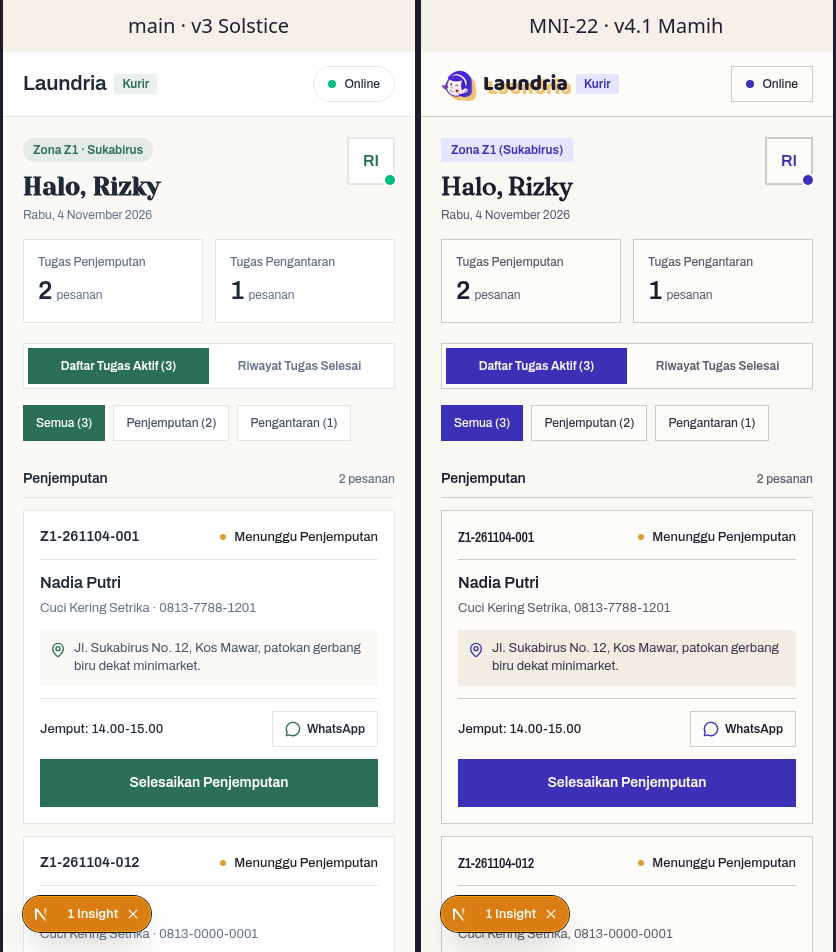 main · v3 Solstice
Laundria Kurir Online
Zona Z1 · Sukabirus
Halo, Rizky
RI
Rabu, 4 November 2026
Tugas Penjemputan
2 pesanan
Tugas Pengantaran
1 pesanan
Daftar Tugas Aktif (3) Riwayat Tugas Selesai
Semua (3) Penjemputan (2) Pengantaran (1)
Penjemputan 2 pesanan
Z1-261104-001 Menunggu Penjemputan
Nadia Putri
Cuci Kering Setrika · 0813-7788-1201
Jl. Sukabirus No. 12, Kos Mawar, patokan gerbang
biru dekat minimarket.
Jemput: 14.00-15.00 WhatsApp
Selesaikan Penjemputan
Z1-261104-012 Menunggu Penjemputan
1 Insight
Cuci Kering Setrika · 0813-0000-0001
MNI-22 · v4.1 Mamih
Laundria Kurir Online
Zona Z1 (Sukabirus)
Halo, Rizky
RI
Rabu, 4 November 2026
Tugas Penjemputan
2 pesanan
Tugas Pengantaran
1 pesanan
Daftar Tugas Aktif (3) Riwayat Tugas Selesai
Semua (3) Penjemputan (2) Pengantaran (1)
Penjemputan 2 pesanan
Z1-261104-001 Menunggu Penjemputan
Nadia Putri
Cuci Kering Setrika, 0813-7788-1201
Jl. Sukabirus No. 12, Kos Mawar, patokan gerbang
biru dekat minimarket.
Jemput: 14.00-15.00 WhatsApp
Selesaikan Penjemputan
Z1-261104-012 Menunggu Penjemputan
1 Insight
Cuci Kering Setrika, 0813-0000-0001